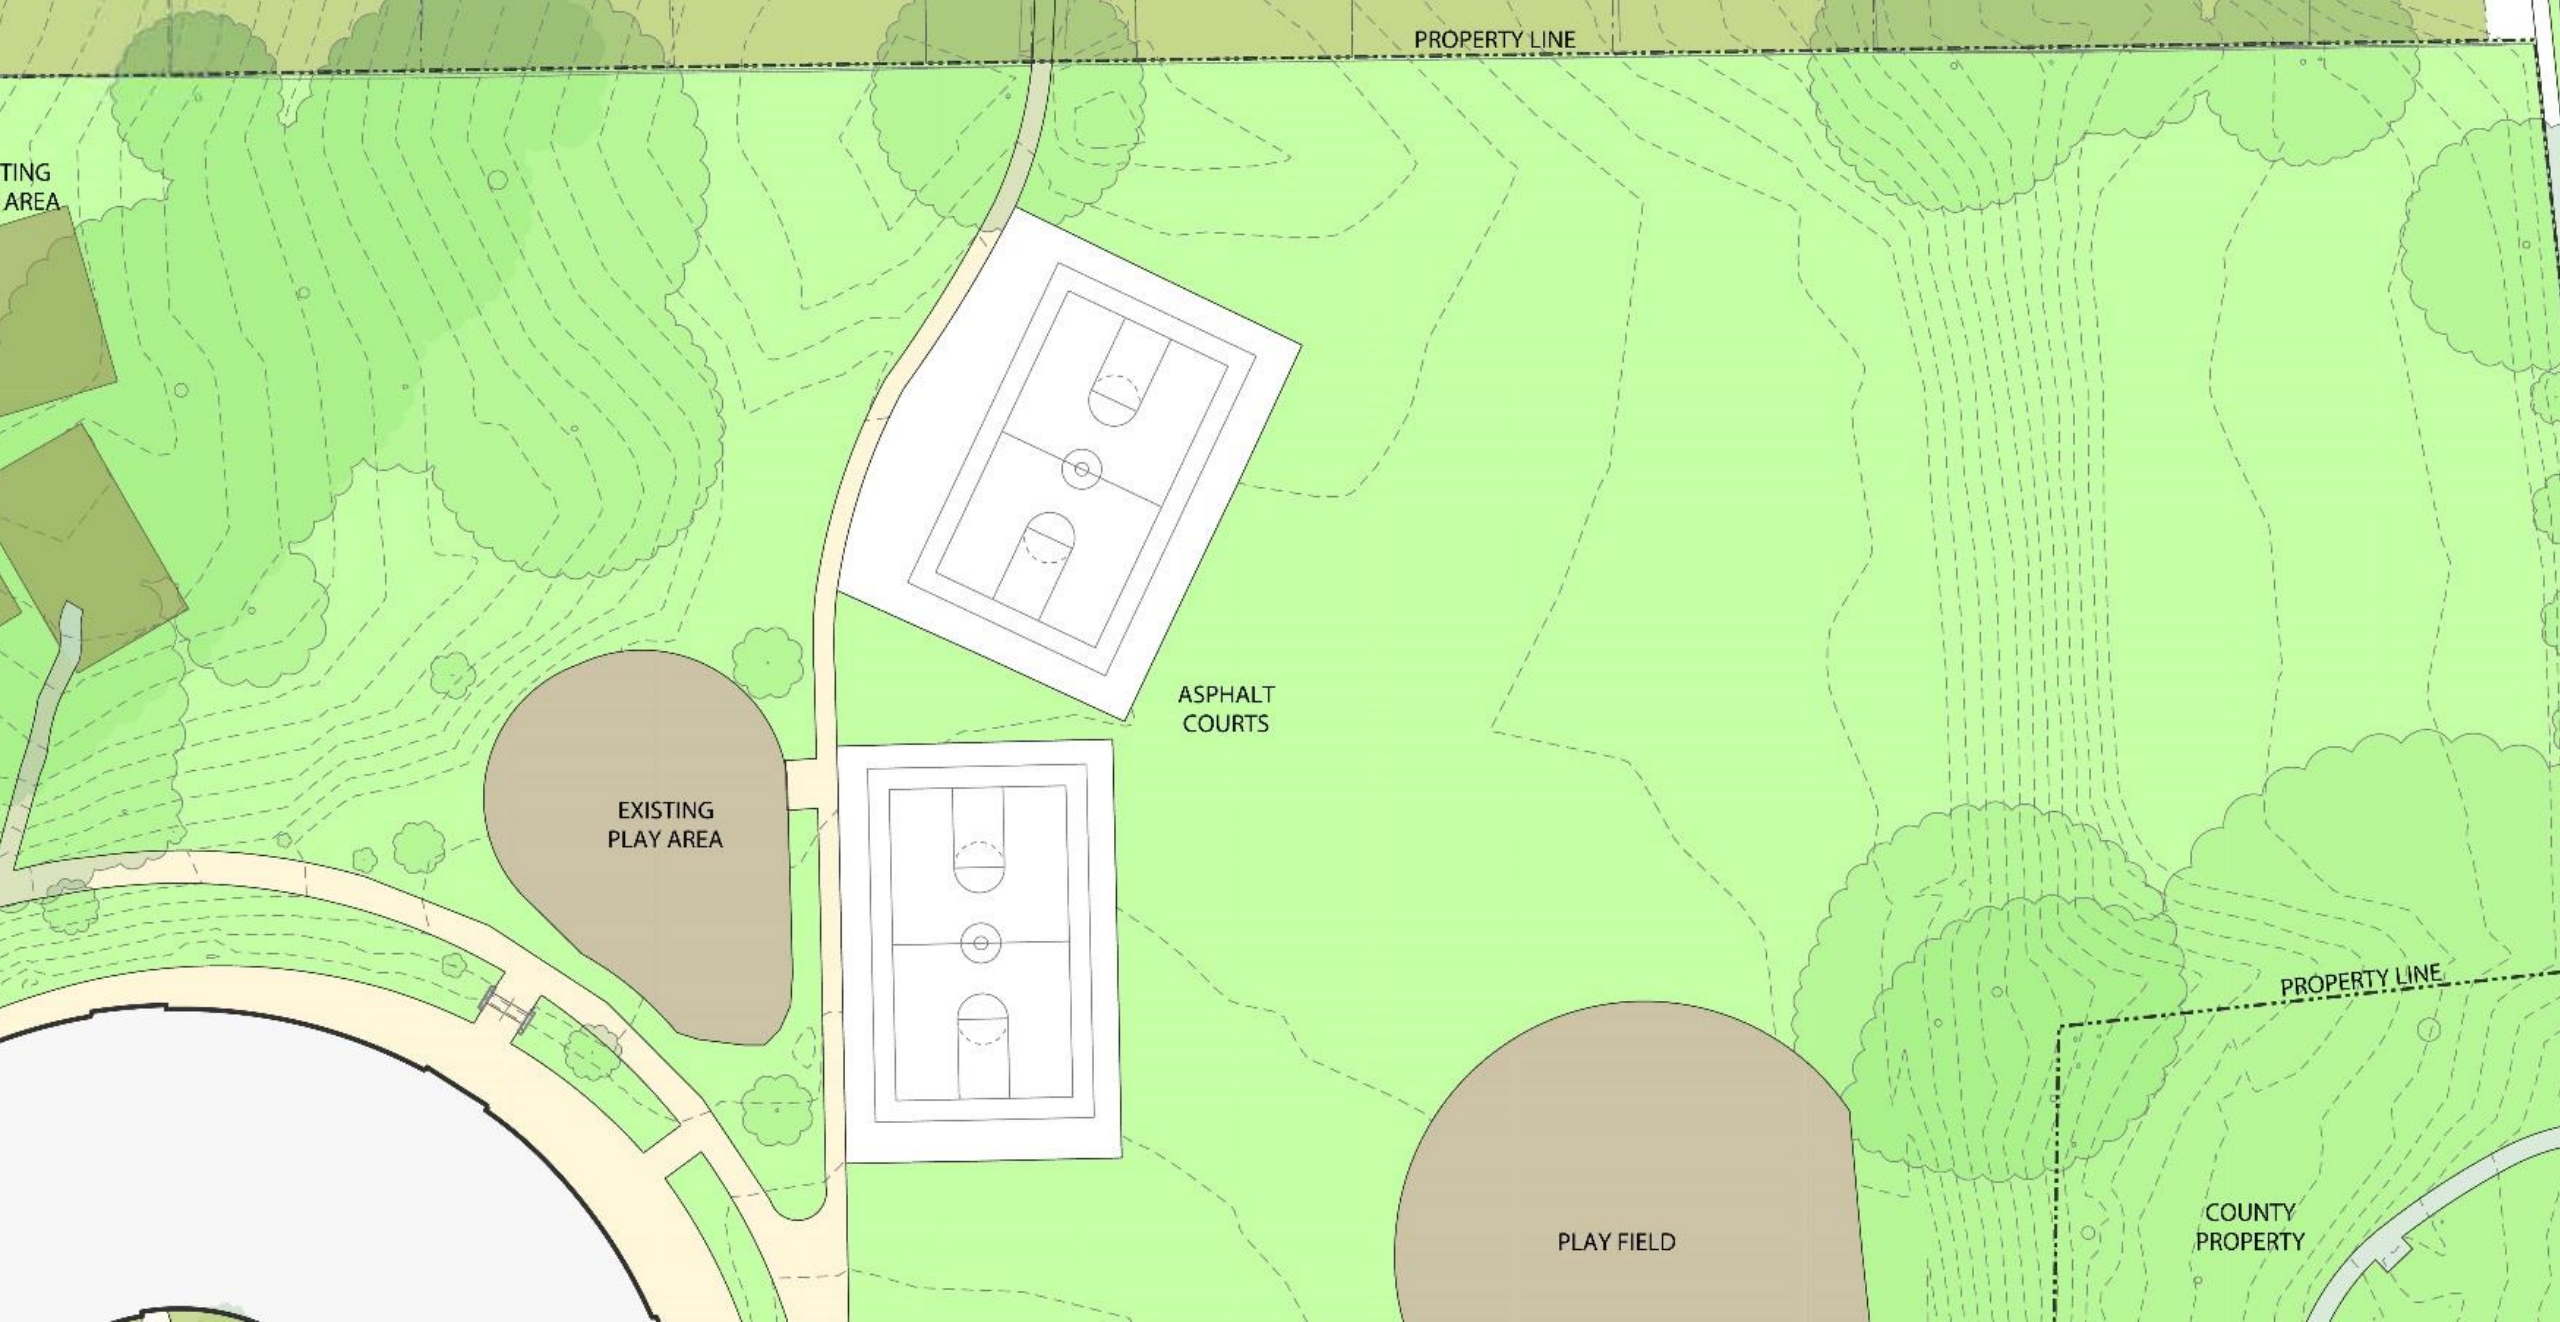 PROPERTY LINE
TING
AREA
ASPHALT
COURTS
EXISTING
PLAY AREA
PROPERTY LINE
COUNTY
PROPERTY
PLAY FIELD